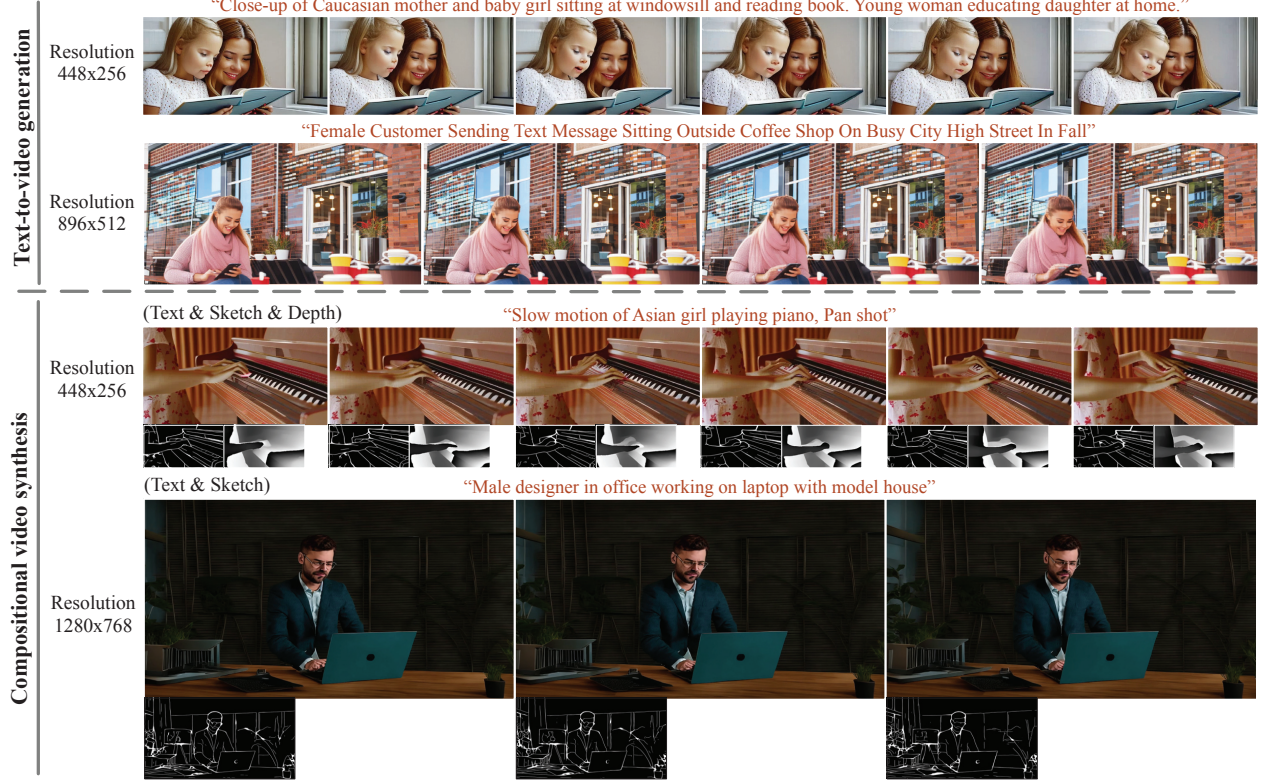 “Close-up of Caucasian mother and baby girl sitting at windowsill and reading book. Young woman educating daughter at home.”
Text-to-video generation
Resolution
448x256
“Female Customer Sending Text Message Sitting Outside Coffee Shop On Busy City High Street In Fall”
Resolution
896x512
Compositional video synthesis
(Text & Sketch & Depth)
“Slow motion of Asian girl playing piano, Pan shot”
Resolution
448x256
(Text & Sketch)
“Male designer in office working on laptop with model house”
Resolution
1280x768